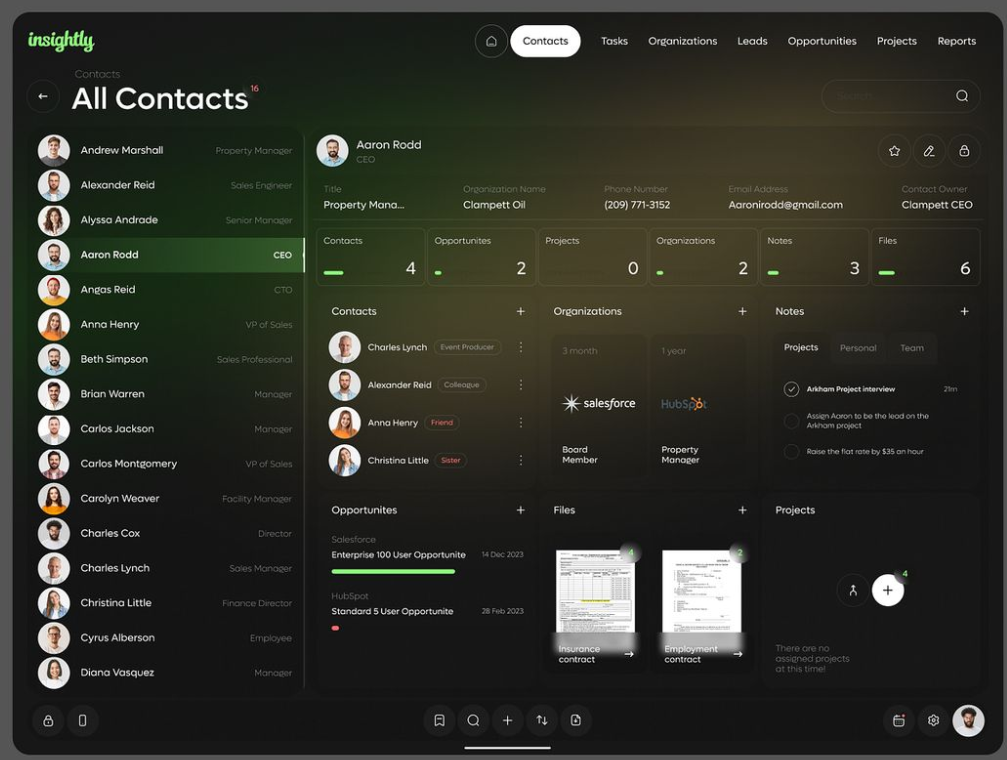 insightly
Contacts
Tasks
Organizations
Leads
Opportunities
Projects
Reports
Contacts
All Contacts 16
Andrew Marshall Property Manager
Alexander Reid Sales Engineer
Alyssa Andrade Senior Manager
Aaron Rodd CEO
Angas Reid CTO
Anna Henry VP of Sales
Beth Simpson Sales Professional
Brian Warren Manager
Carlos Jackson Manager
Carlos Montgomery VP of Sales
Carolyn Weaver Facility Manager
Charles Cox Director
Charles Lynch Sales Manager
Christina Little Finance Director
Cyrus Alberson Employee
Diana Vasquez Manager
Aaron Rodd
CEO
Title
Property Mana...
Organization Name
Clampett Oil
Phone Number
(209) 771-3152
Email Address
Aaronirodd@gmail.com
Contact Owner
Clampett CEO
Contacts
4
Opportunites
2
Projects
0
Organizations
2
Notes
3
Files
6
Contacts
Charles Lynch Event Producer
Alexander Reid Colleague
Anna Henry Friend
Christina Little Sister
Organizations
3 month
salesforce
Board
Member
1 year
HubSpot
Property
Manager
Notes
Projects Personal Team
Arkham Project interview 21m
Assign Aaron to be the lead on the
Arkham project
Raise the flat rate by $35 an hour
Opportunites
Salesforce
Enterprise 100 User Opportunite 14 Dec 2023
HubSpot
Standard 5 User Opportunite 28 Feb 2023
Files
4
Insurance
contract
2
Employment
contract
Projects
4
There are no
assigned projects
at this time!